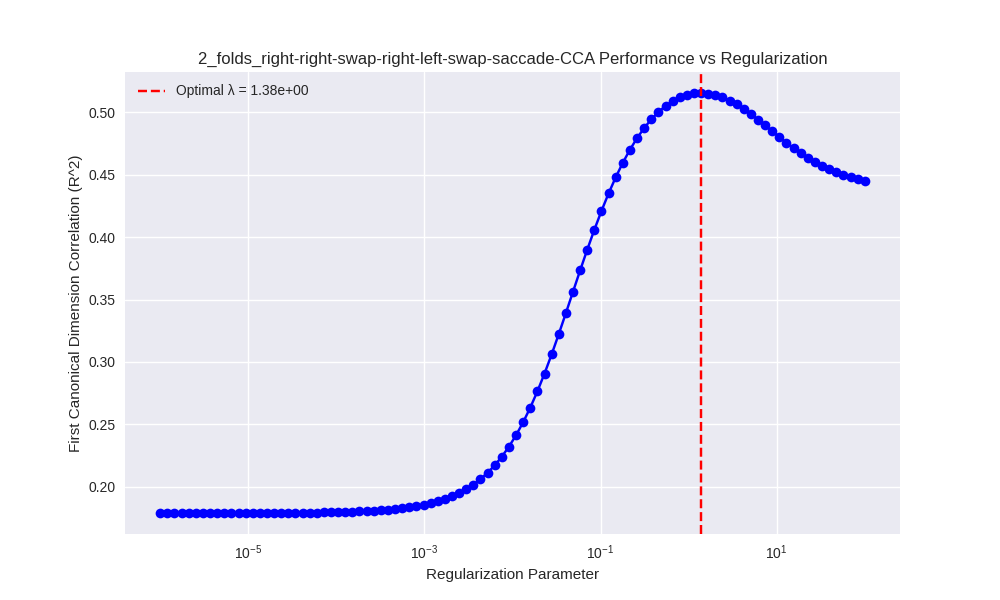 2_folds_right-right-swap-right-left-swap-saccade-CCA Performance vs Regularization
Optimal λ = 1.38e+00
First Canonical Dimension Correlation (R^2)
0.50
0.45
0.40
0.35
0.30
0.25
0.20
10⁻⁵
10⁻³
10⁻¹
10¹
Regularization Parameter